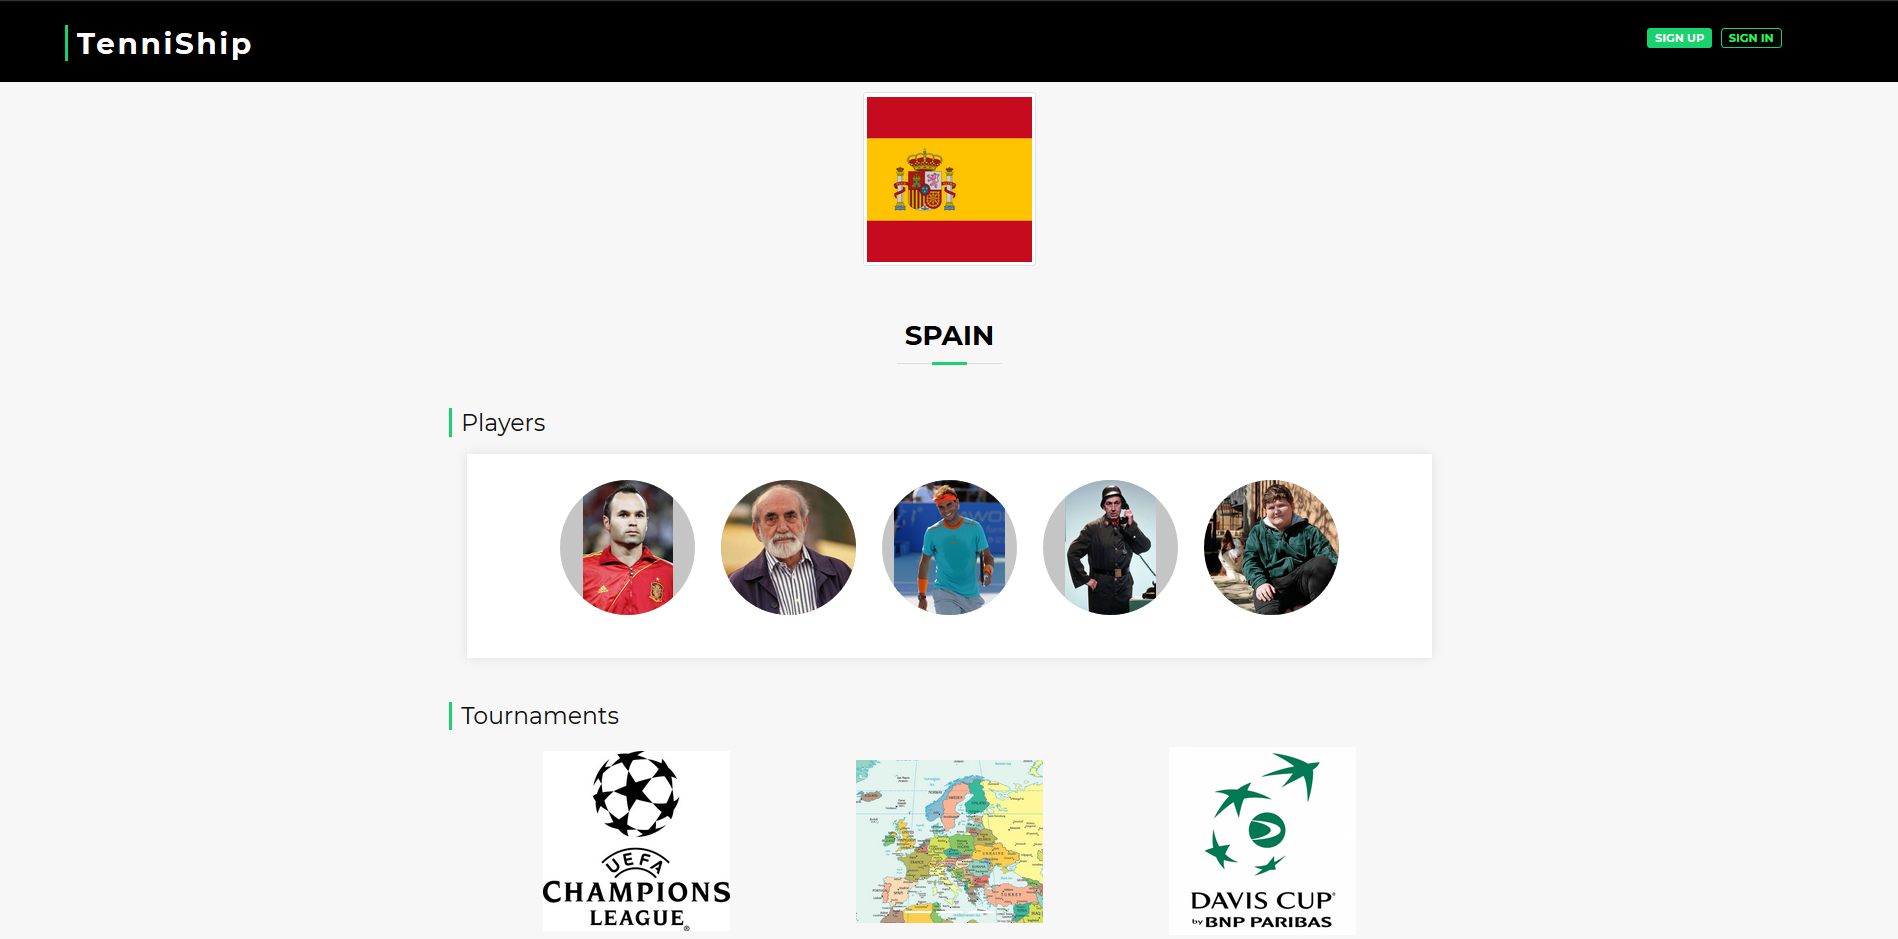 TenniShip
SIGN UP
SIGN IN
SPAIN
Players
Tournaments
UEFA
CHAMPIONS
LEAGUE®
DAVIS CUP®
by BNP PARIBAS